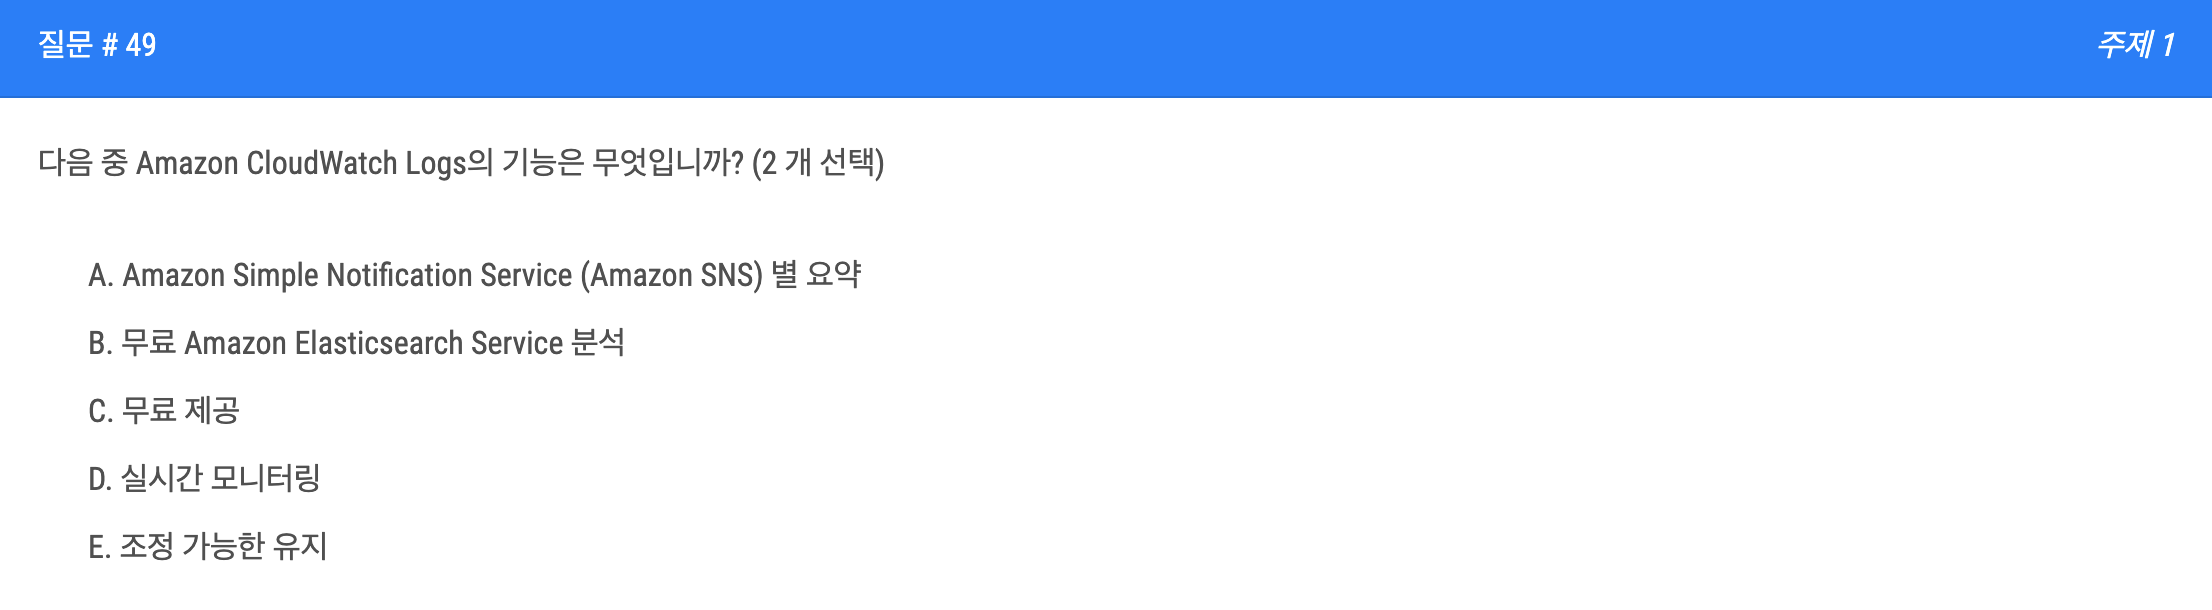 질문 # 49
주제 1
다음 중 Amazon CloudWatch Logs의 기능은 무엇입니까? (2 개 선택)
A. Amazon Simple Notification Service (Amazon SNS) 별 요약
B. 무료 Amazon Elasticsearch Service 분석
C. 무료 제공
D. 실시간 모니터링
E. 조정 가능한 유지